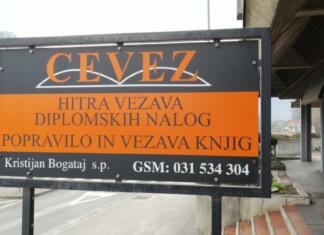 CEVEZ
HITRA VEZAVA
DIPLOMSKIH NALOG
POPRAVILO IN VEZAVA KNJIG
Kristijan Bogataj s.p. GSM: 031 534 304